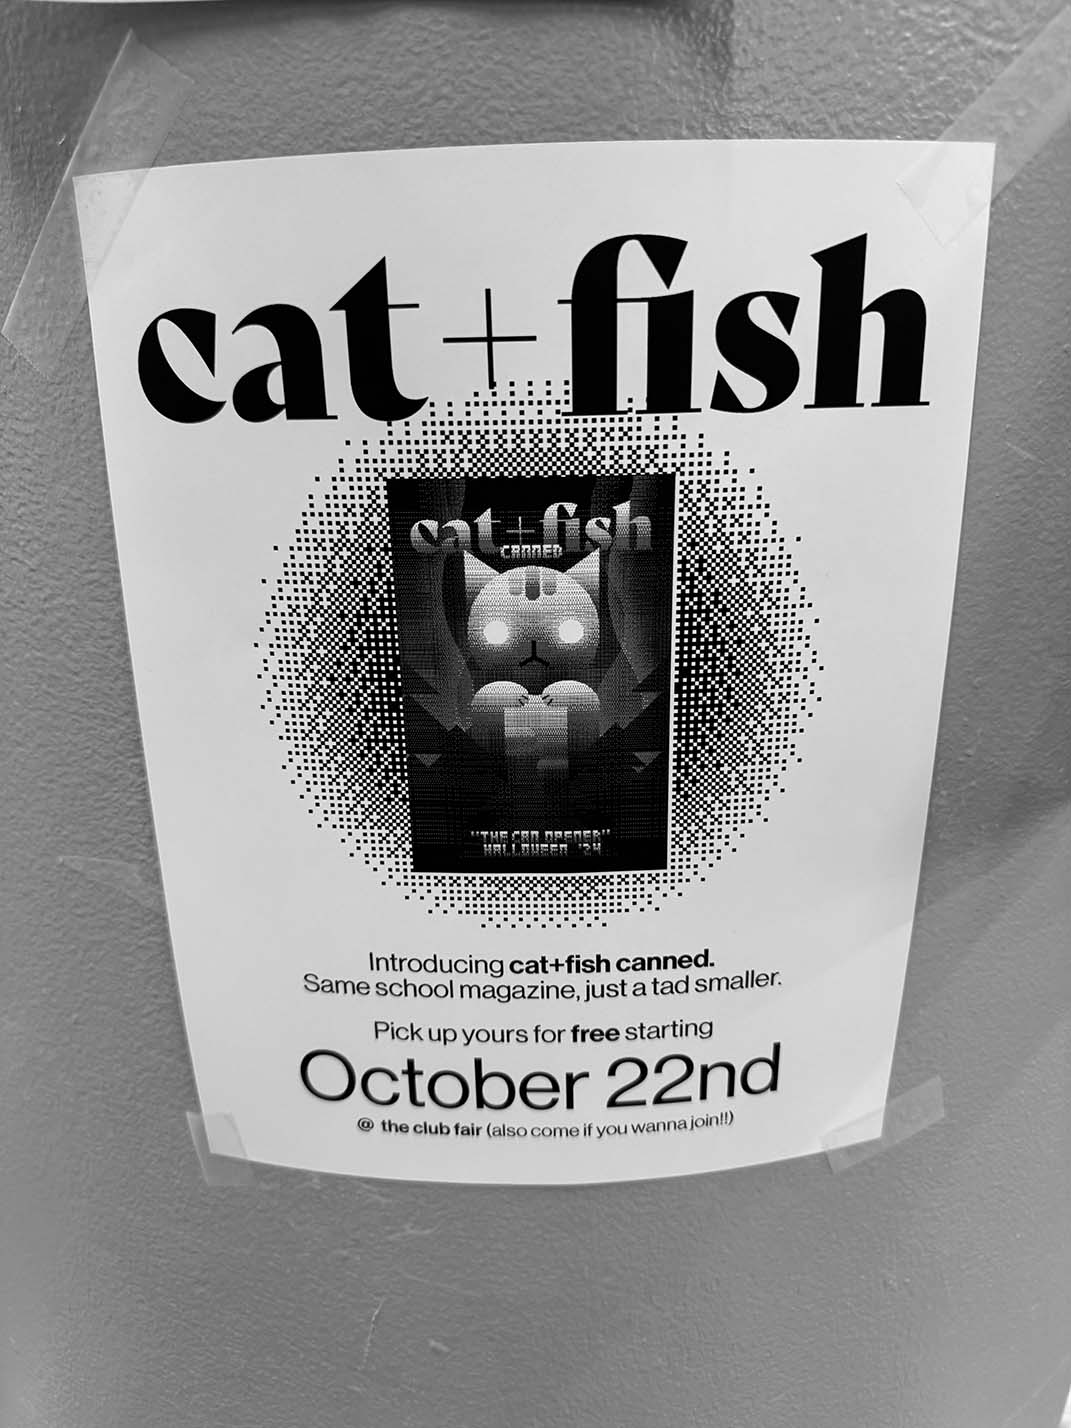 cat+fish
cat+fish
CANNED
"THE CAN OPENER"
HALLOWEEN '24
Introducing cat+fish canned.
Same school magazine, just a tad smaller.
Pick up yours for free starting
October 22nd
@ the club fair (also come if you wanna join!!)